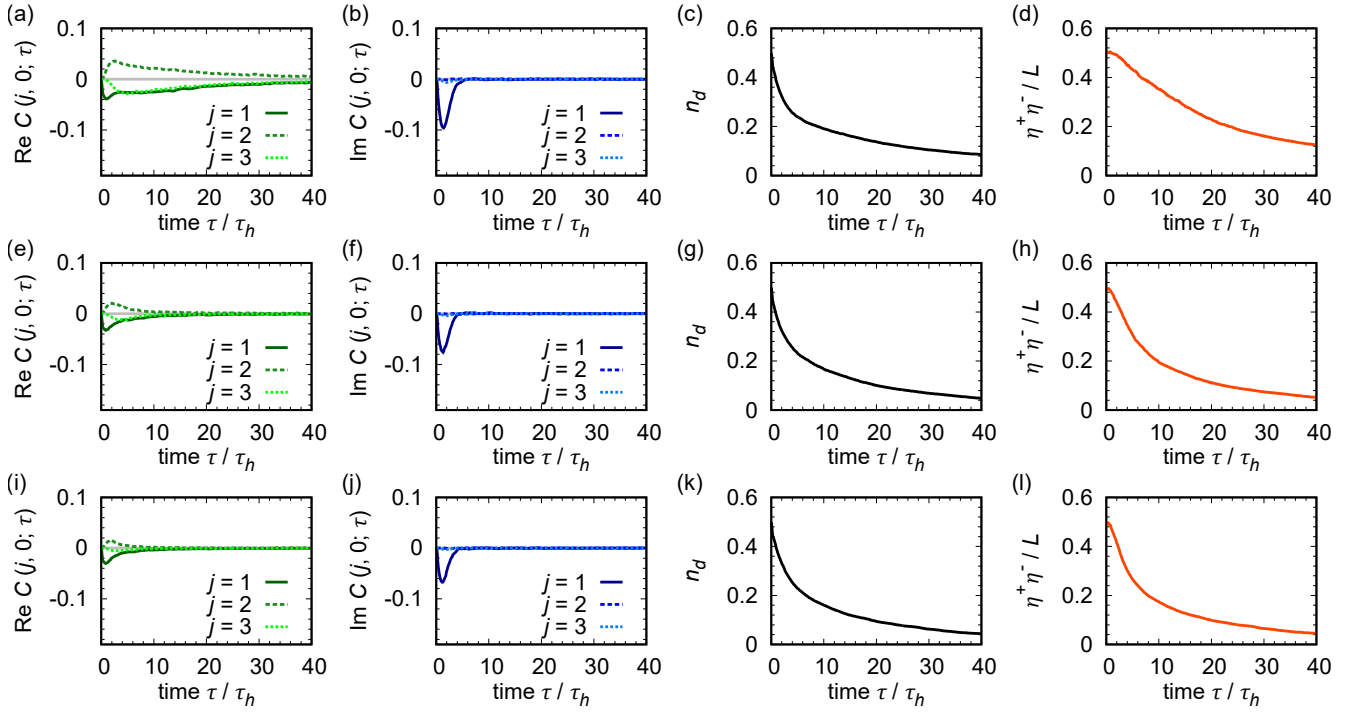 (a)
Re C (j, 0; τ)
0.1
0
-0.1
j = 1
j = 2
j = 3
0 10 20 30 40
time τ / τh
(b)
Im C (j, 0; τ)
0.1
0
-0.1
j = 1
j = 2
j = 3
0 10 20 30 40
time τ / τh
(c)
nd
0.6
0.4
0.2
0
0 10 20 30 40
time τ / τh
(d)
η+η- / L
0.6
0.4
0.2
0
0 10 20 30 40
time τ / τh
(e)
Re C (j, 0; τ)
0.1
0
-0.1
j = 1
j = 2
j = 3
0 10 20 30 40
time τ / τh
(f)
Im C (j, 0; τ)
0.1
0
-0.1
j = 1
j = 2
j = 3
0 10 20 30 40
time τ / τh
(g)
nd
0.6
0.4
0.2
0
0 10 20 30 40
time τ / τh
(h)
η+η- / L
0.6
0.4
0.2
0
0 10 20 30 40
time τ / τh
(i)
Re C (j, 0; τ)
0.1
0
-0.1
j = 1
j = 2
j = 3
0 10 20 30 40
time τ / τh
(j)
Im C (j, 0; τ)
0.1
0
-0.1
j = 1
j = 2
j = 3
0 10 20 30 40
time τ / τh
(k)
nd
0.6
0.4
0.2
0
0 10 20 30 40
time τ / τh
(l)
η+η- / L
0.6
0.4
0.2
0
0 10 20 30 40
time τ / τh